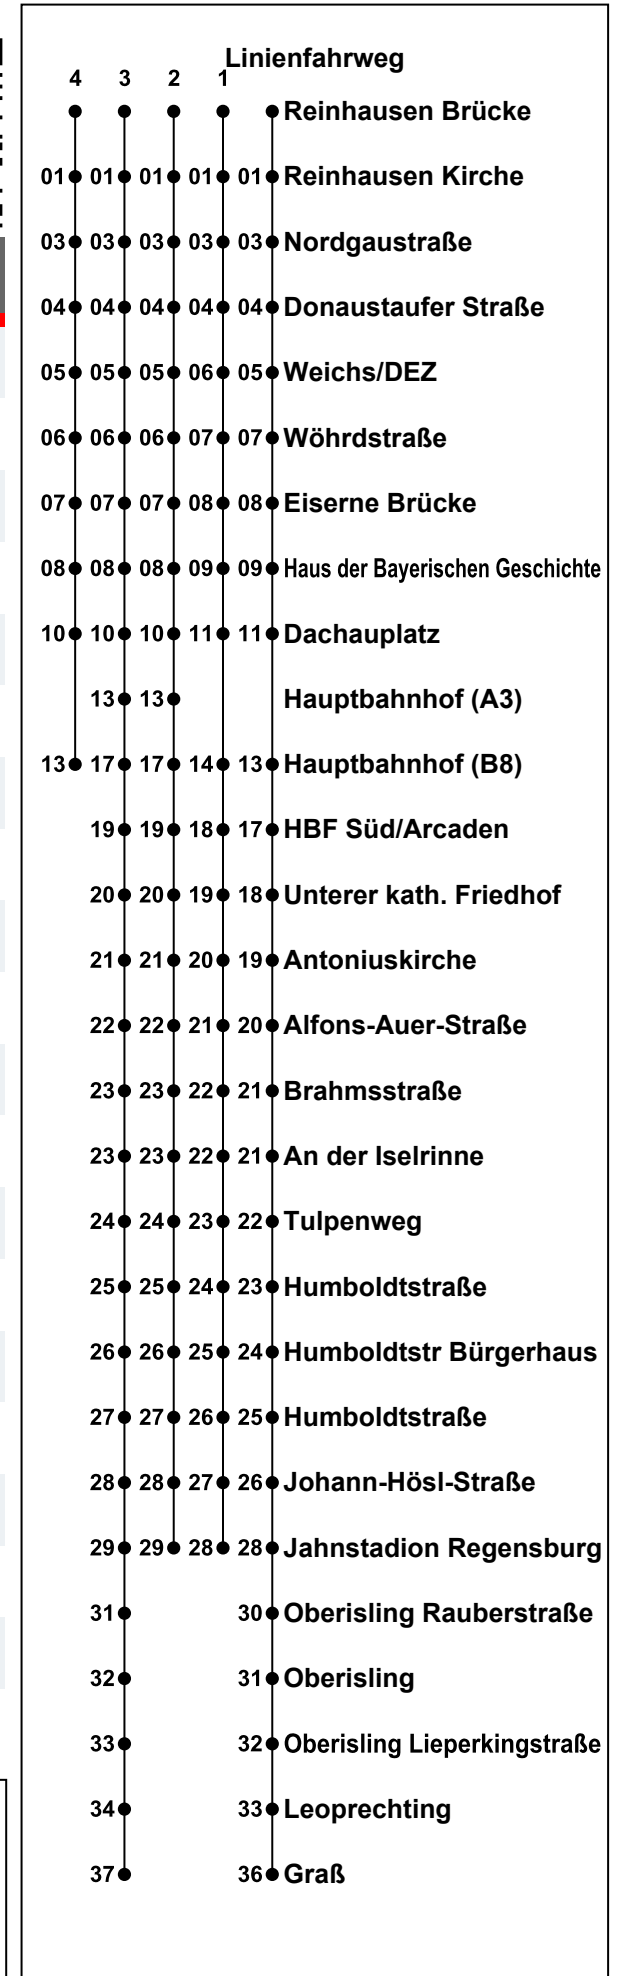 Linienfahrweg
4 3 2 1
Reinhausen Brücke
01 01 01 01 01 Reinhausen Kirche
03 03 03 03 03 Nordgaustraße
04 04 04 04 04 Donaustaufer Straße
05 05 05 06 05 Weichs/DEZ
06 06 06 07 07 Wöhrdstraße
07 07 07 08 08 Eiserne Brücke
08 08 08 09 09 Haus der Bayerischen Geschichte
10 10 10 11 11 Dachauplatz
13 13 Hauptbahnhof (A3)
13 17 17 14 13 Hauptbahnhof (B8)
19 19 18 17 HBF Süd/Arcaden
20 20 19 18 Unterer kath. Friedhof
21 21 20 19 Antoniuskirche
22 22 21 20 Alfons-Auer-Straße
23 23 22 21 Brahmsstraße
23 23 22 21 An der Iselrinne
24 24 23 22 Tulpenweg
25 25 24 23 Humboldtstraße
26 26 25 24 Humboldtstr Bürgerhaus
27 27 26 25 Humboldtstraße
28 28 27 26 Johann-Hösl-Straße
29 29 28 28 Jahnstadion Regensburg
31 30 Oberisling Rauberstraße
32 31 Oberisling
33 32 Oberisling Lieperkingstraße
34 33 Leoprechting
37 36 Graß